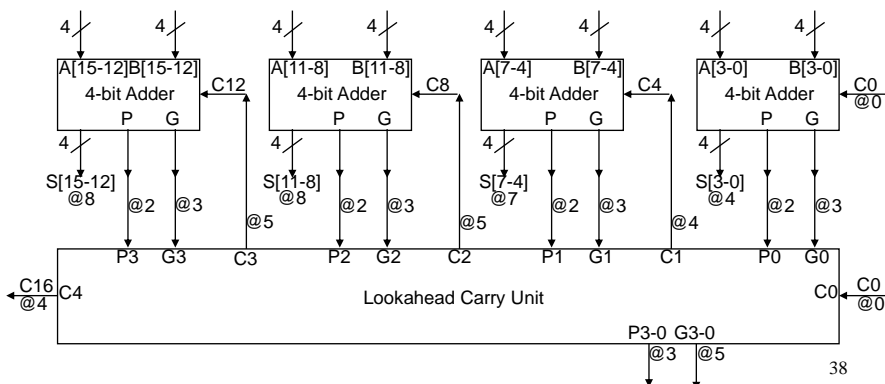 4 4 4 4 4 4 4 4
A[15-12] B[15-12] C12 A[11-8] B[11-8] C8 A[7-4] B[7-4] C4 A[3-0] B[3-0] C0
4-bit Adder 4-bit Adder 4-bit Adder 4-bit Adder
@0
P G P G P G P G
4 4 4 4
S[15-12] S[11-8] S[7-4] S[3-0]
@8 @8 @7 @4
@2 @3 @5 @2 @3 @5 @2 @3 @4 @2 @3
P3 G3 C3 P2 G2 C2 P1 G1 C1 P0 G0
C16 C4 Lookahead Carry Unit C0 C0
@4 @0
P3-0 G3-0
@3 @5
38